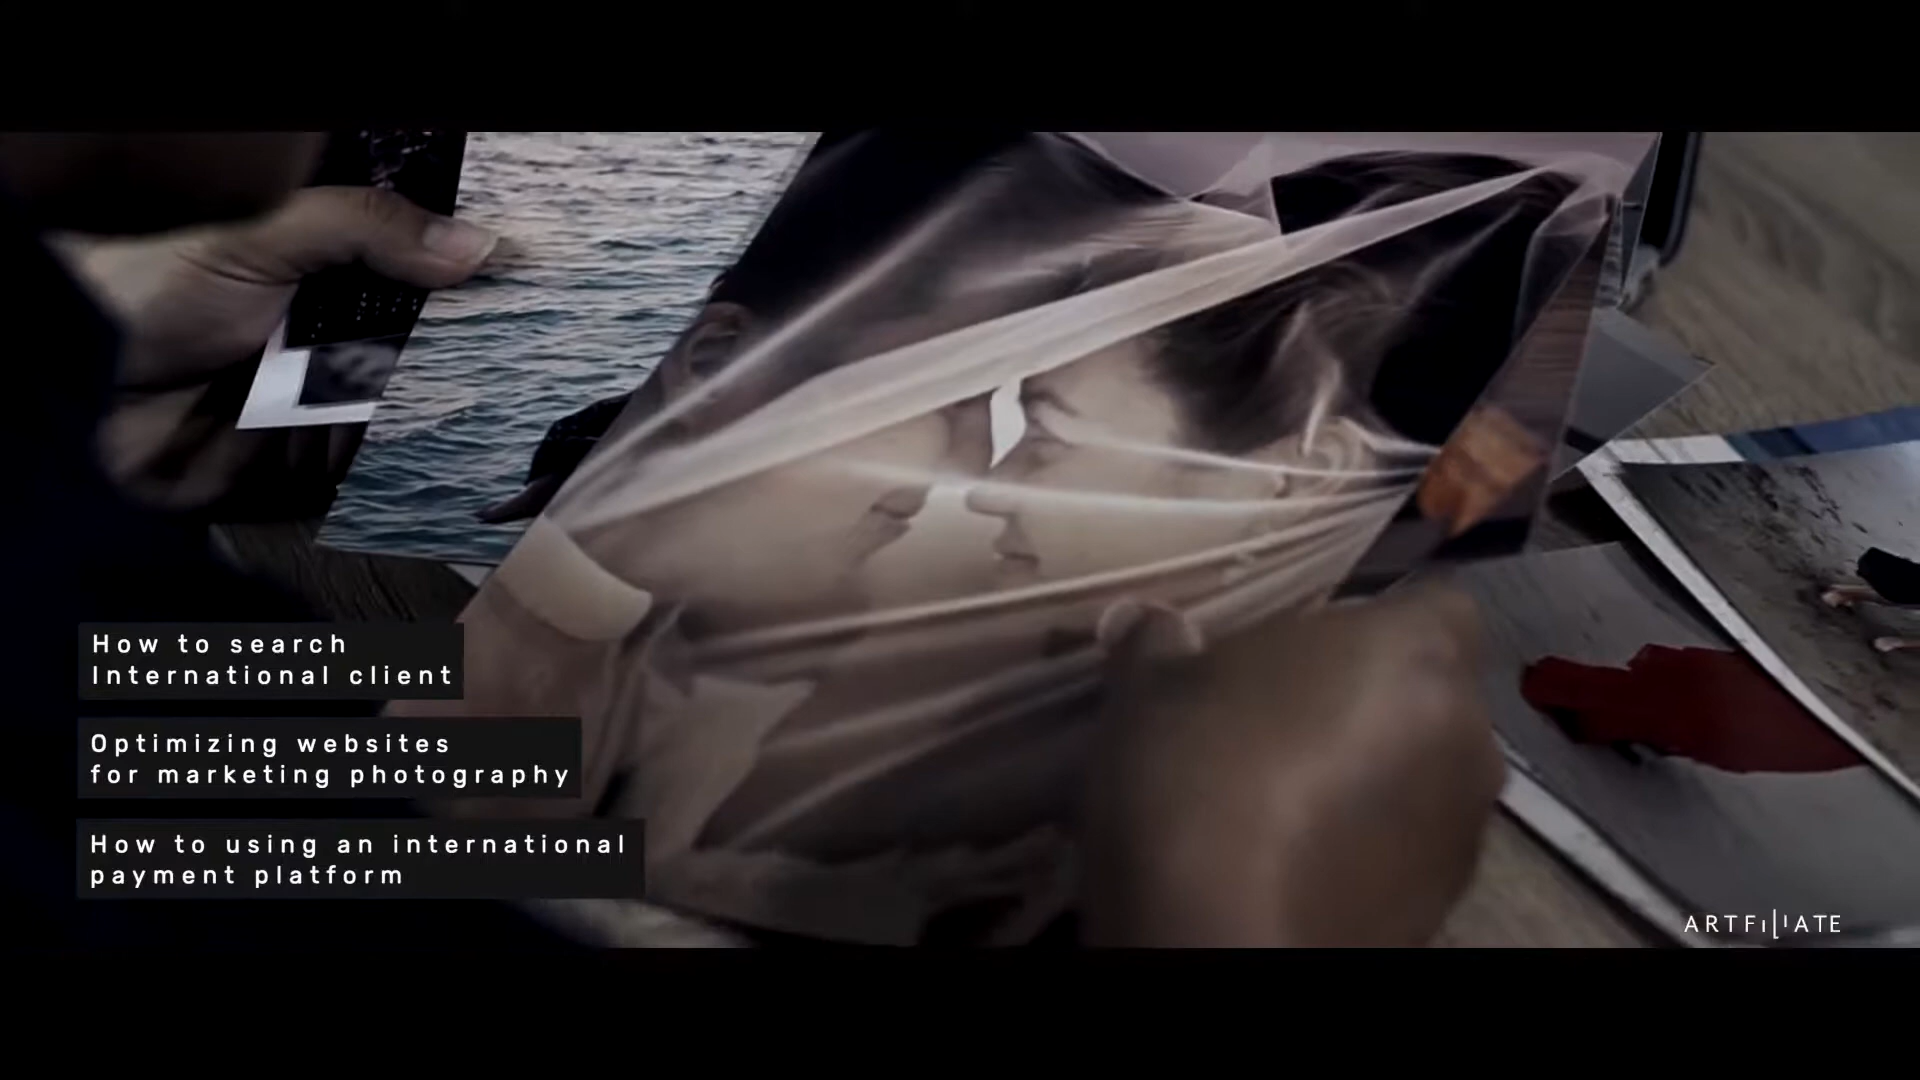 How to search
International client
Optimizing websites
for marketing photography
How to using an international
payment platform
ARTFILIATE